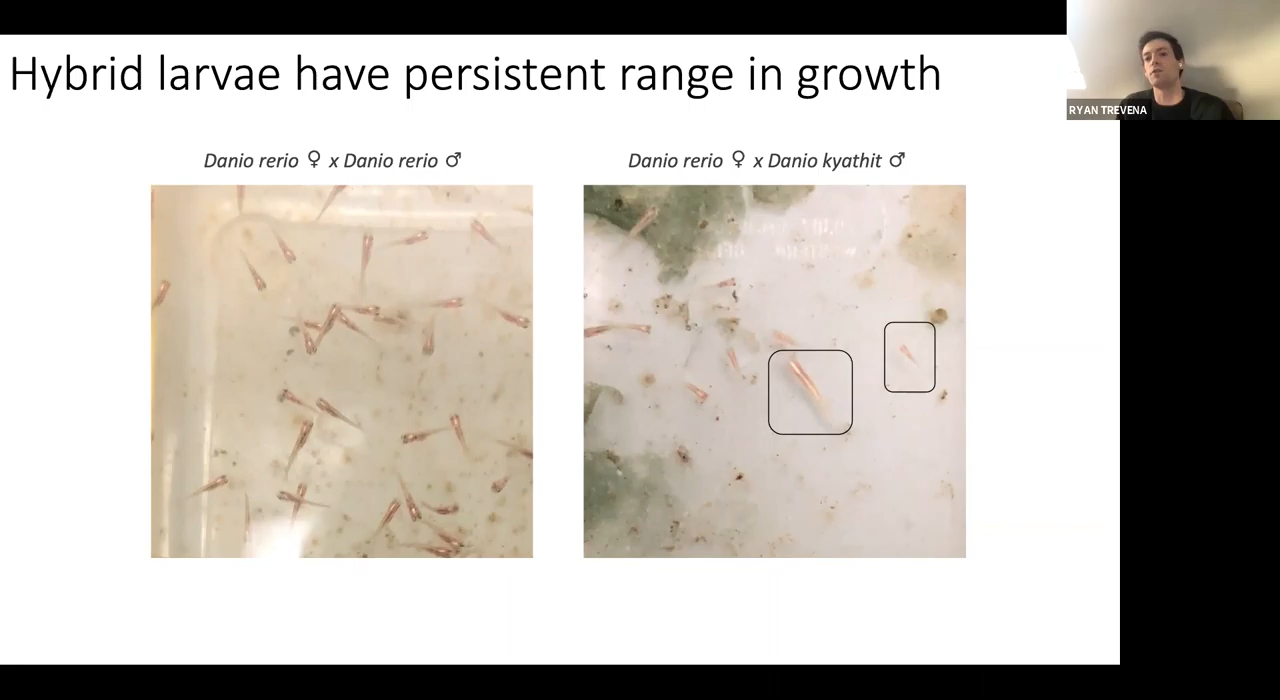 Hybrid larvae have persistent range in growth
RYAN TREVENA
Danio rerio ♀ x Danio rerio ♂
Danio rerio ♀ x Danio kyathit ♂